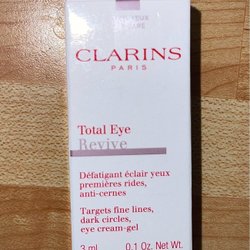 CLARINS
PARIS
Total Eye
Revive
Défatigant éclair yeux
premières rides,
anti-cernes
Targets fine lines,
dark circles,
eye cream-gel
3 ml 0.1 Oz. Net Wt.